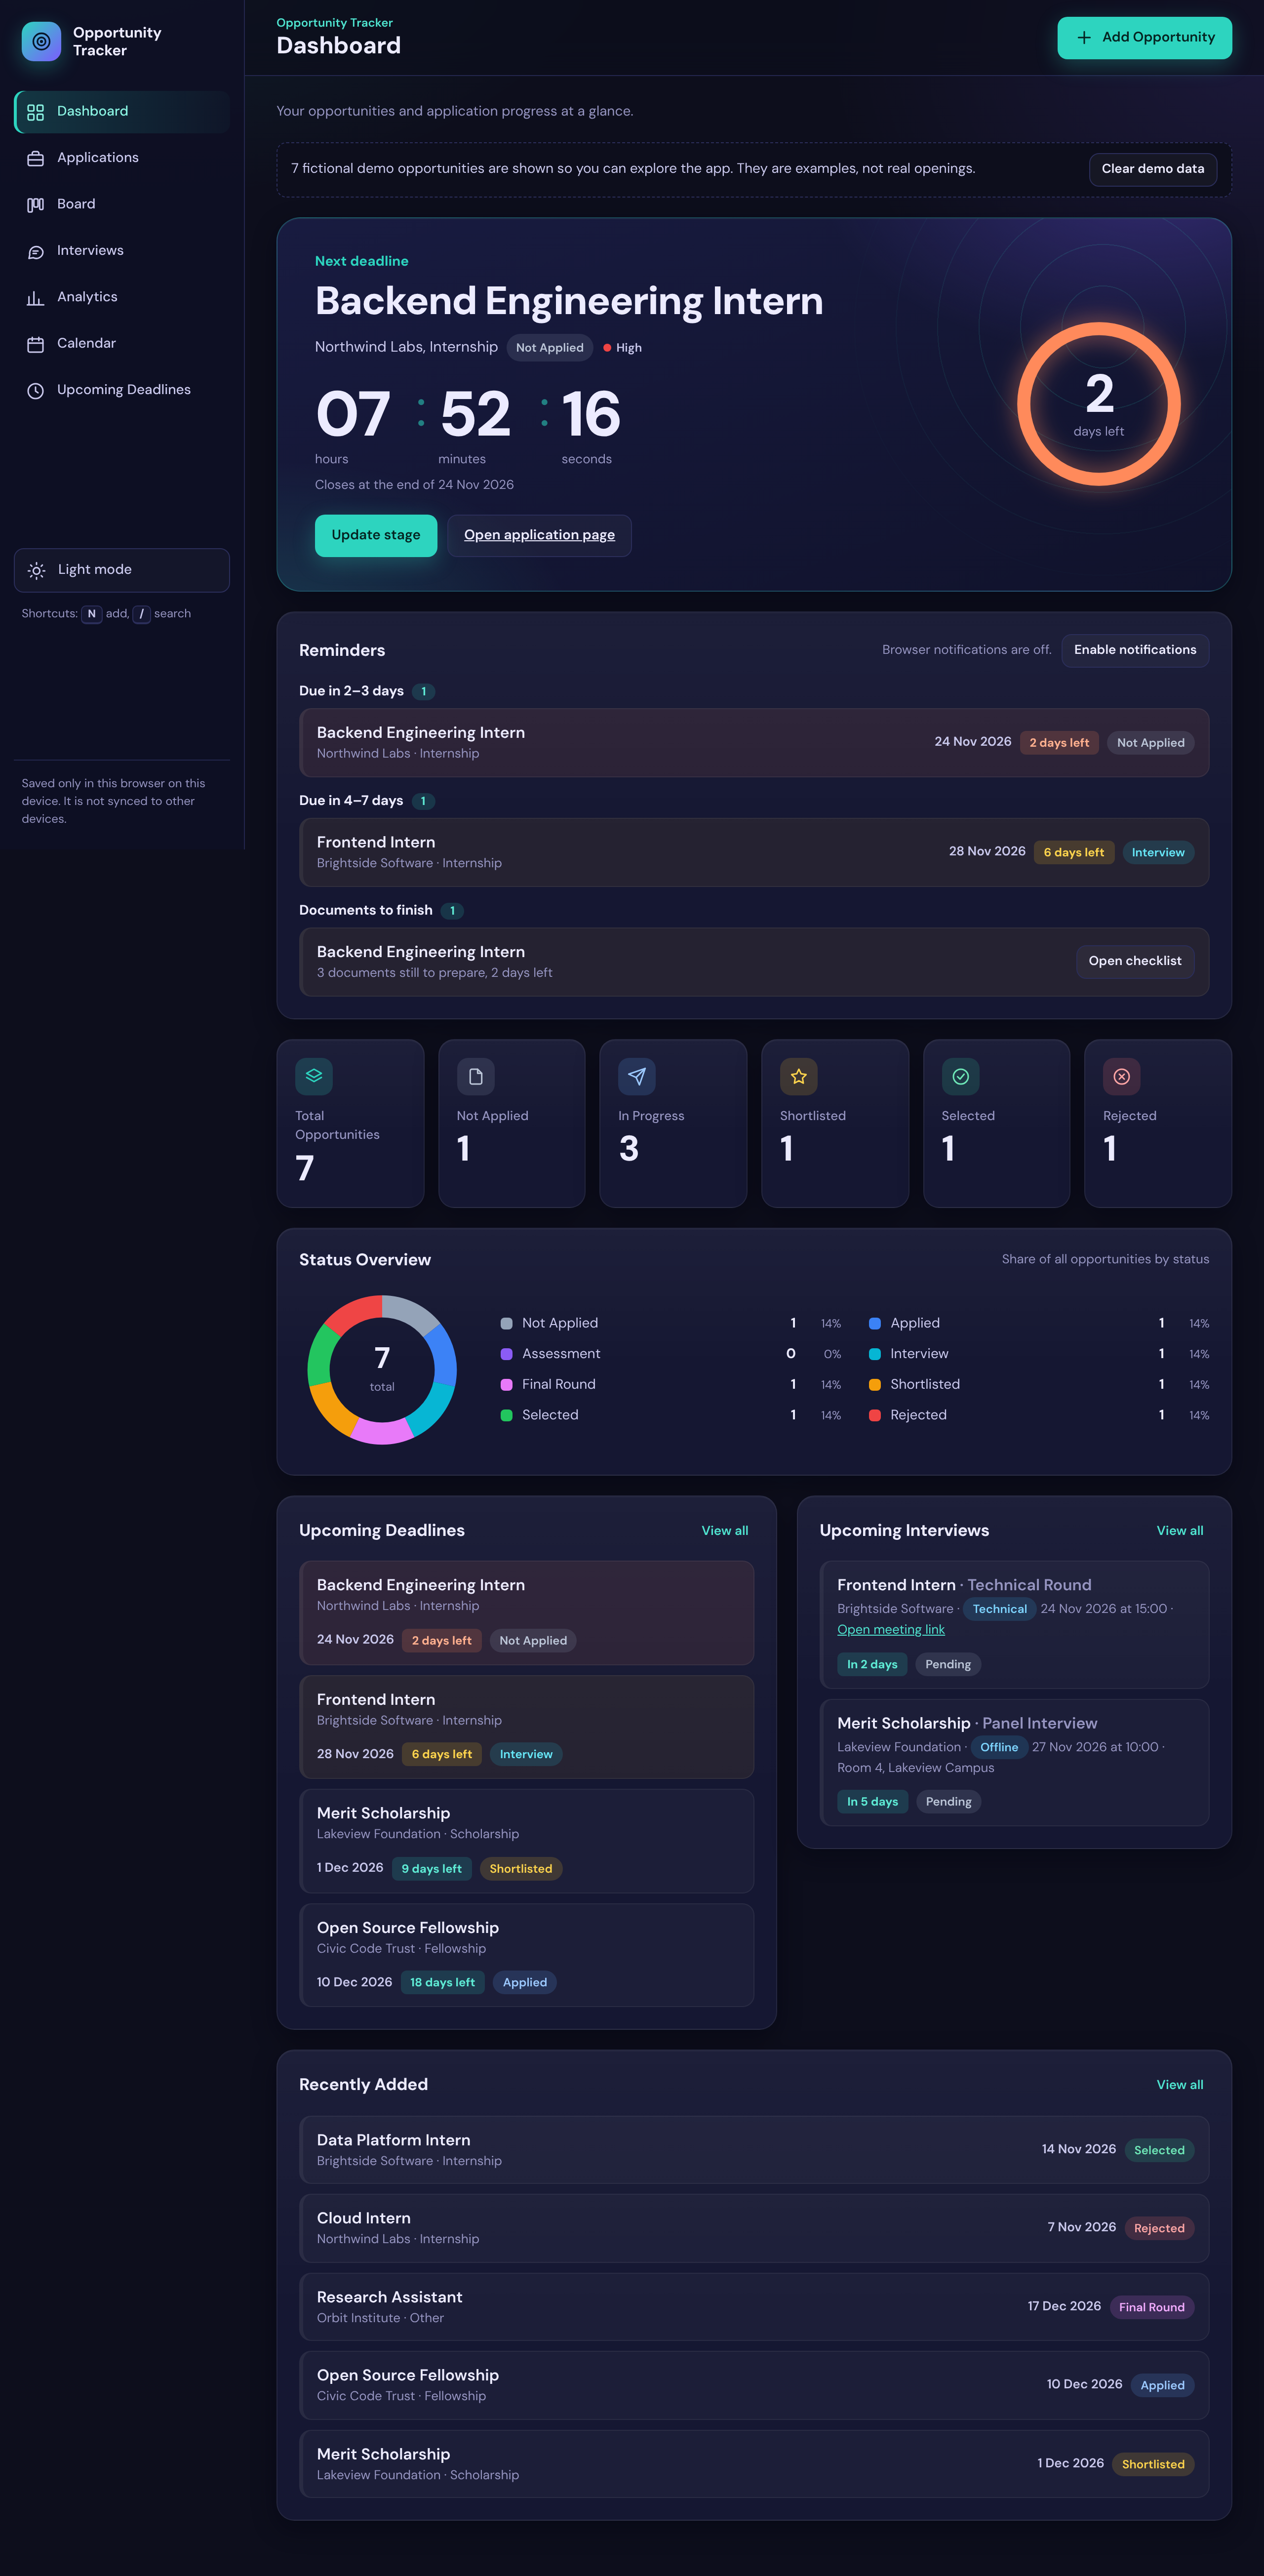 Opportunity
Tracker
Dashboard
Applications
Board
Interviews
Analytics
Calendar
Upcoming Deadlines
Light mode
Shortcuts: N add, / search
Saved only in this browser on this
device. It is not synced to other
devices.
Opportunity Tracker
Dashboard
Add Opportunity
Your opportunities and application progress at a glance.
7 fictional demo opportunities are shown so you can explore the app. They are examples, not real openings.
Clear demo data
Next deadline
Backend Engineering Intern
Northwind Labs, Internship Not Applied High
07 : 52 : 16
hours minutes seconds
Closes at the end of 24 Nov 2026
Update stage Open application page
2
days left
Reminders
Browser notifications are off. Enable notifications
Due in 2–3 days 1
Backend Engineering Intern
Northwind Labs · Internship
24 Nov 2026 2 days left Not Applied
Due in 4–7 days 1
Frontend Intern
Brightside Software · Internship
28 Nov 2026 6 days left Interview
Documents to finish 1
Backend Engineering Intern
3 documents still to prepare, 2 days left
Open checklist
Total
Opportunities
7
Not Applied
1
In Progress
3
Shortlisted
1
Selected
1
Rejected
1
Status Overview
Share of all opportunities by status
7
total
Not Applied 1 14%
Applied 1 14%
Assessment 0 0%
Interview 1 14%
Final Round 1 14%
Shortlisted 1 14%
Selected 1 14%
Rejected 1 14%
Upcoming Deadlines View all
Backend Engineering Intern
Northwind Labs · Internship
24 Nov 2026 2 days left Not Applied
Frontend Intern
Brightside Software · Internship
28 Nov 2026 6 days left Interview
Merit Scholarship
Lakeview Foundation · Scholarship
1 Dec 2026 9 days left Shortlisted
Open Source Fellowship
Civic Code Trust · Fellowship
10 Dec 2026 18 days left Applied
Upcoming Interviews View all
Frontend Intern · Technical Round
Brightside Software · Technical 24 Nov 2026 at 15:00 ·
Open meeting link
In 2 days Pending
Merit Scholarship · Panel Interview
Lakeview Foundation · Offline 27 Nov 2026 at 10:00 ·
Room 4, Lakeview Campus
In 5 days Pending
Recently Added View all
Data Platform Intern
Brightside Software · Internship
14 Nov 2026 Selected
Cloud Intern
Northwind Labs · Internship
7 Nov 2026 Rejected
Research Assistant
Orbit Institute · Other
17 Dec 2026 Final Round
Open Source Fellowship
Civic Code Trust · Fellowship
10 Dec 2026 Applied
Merit Scholarship
Lakeview Foundation · Scholarship
1 Dec 2026 Shortlisted